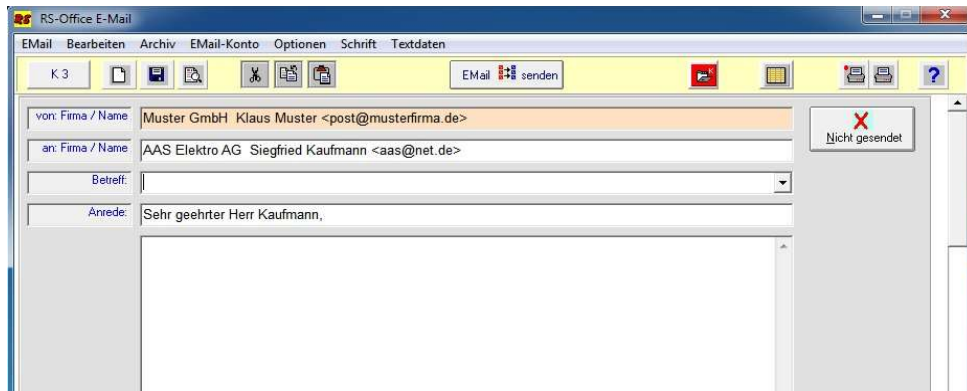 RS RS-Office E-Mail
EMail Bearbeiten Archiv EMail-Konto Optionen Schrift Textdaten
K 3 EMail senden ?
von: Firma / Name Muster GmbH Klaus Muster <post@musterfirma.de>
X
Nicht gesendet
an: Firma / Name AAS Elektro AG Siegfried Kaufmann <aas@net.de>
Betreff:
Anrede: Sehr geehrter Herr Kaufmann,